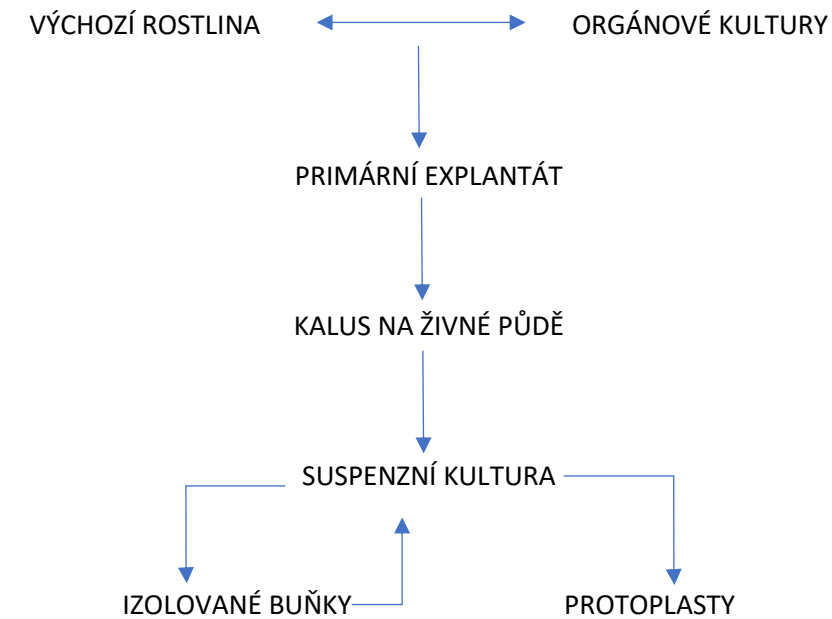 VÝCHOZÍ ROSTLINA
ORGÁNOVÉ KULTURY
PRIMÁRNÍ EXPLANTÁT
KALUS NA ŽIVNÉ PŮDĚ
SUSPENZNÍ KULTURA
IZOLOVANÉ BUŇKY
PROTOPLASTY